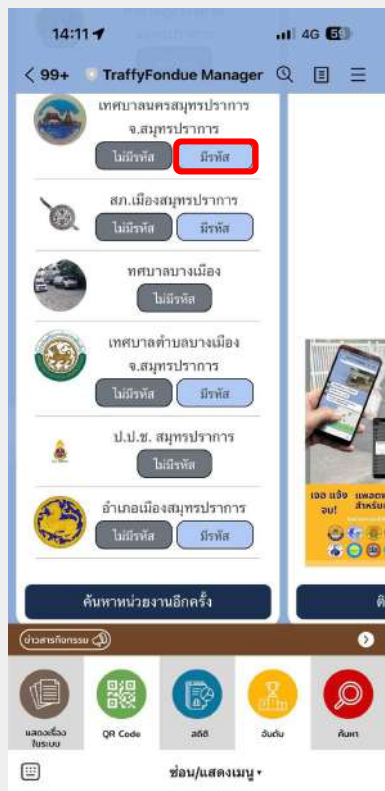 14:11
4G
99+
TraffyFondue Manager
เทศบาลนครสมุทรปราการ
จ.สมุทรปราการ
ไม่มีรหัส
มีรหัส
สภ.เมืองสมุทรปราการ
ไม่มีรหัส
มีรหัส
ทศบาลบางเมือง
ไม่มีรหัส
เทศบาลตำบลบางเมือง
จ.สมุทรปราการ
ไม่มีรหัส
มีรหัส
ป.ป.ช. สมุทรปราการ
ไม่มีรหัส
เจอ แจ้ง
จบ!
อำเภอเมืองสมุทรปราการ
ไม่มีรหัส
มีรหัส
ค้นหาหน่วยงานอีกครั้ง
ข่าวสารกิจกรรม
แสดงเรื่อง
ในระบบ
QR Code
สถิติ
อันดับ
ค้นหา
ซ่อน/แสดงเมนู